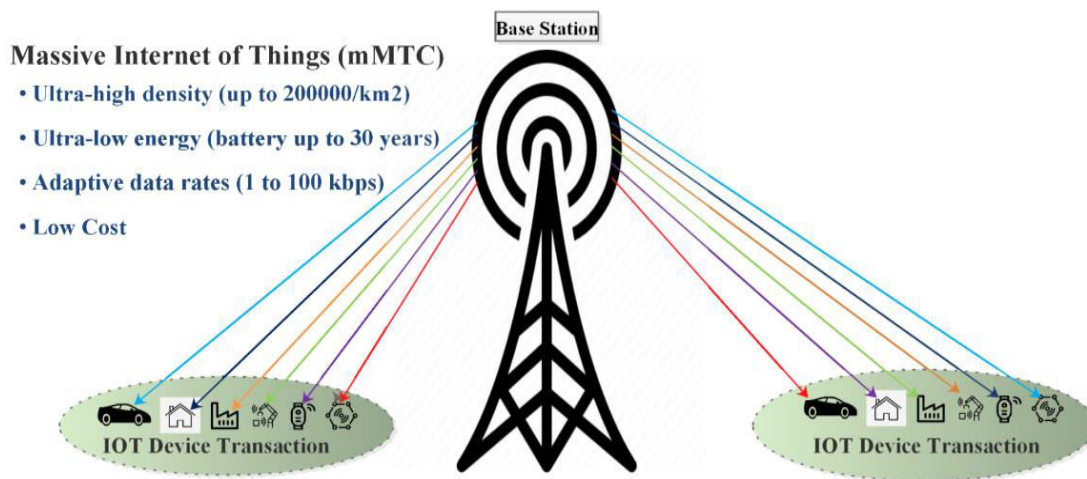 Base Station
Massive Internet of Things (mMTC)
• Ultra-high density (up to 200000/km2)
• Ultra-low energy (battery up to 30 years)
• Adaptive data rates (1 to 100 kbps)
• Low Cost
IOT Device Transaction
IOT Device Transaction